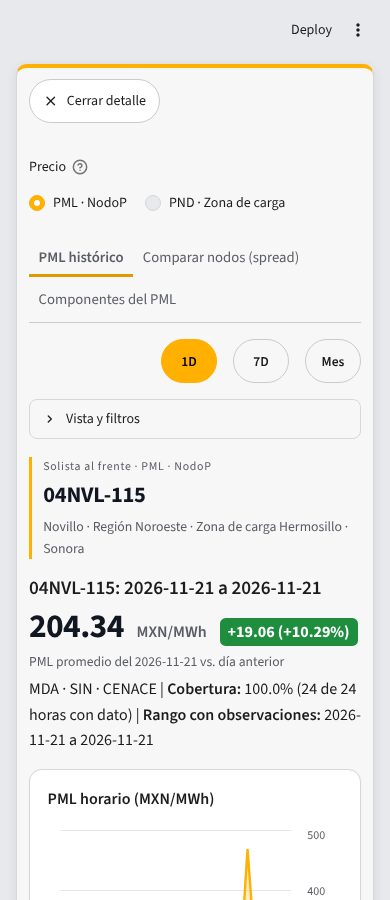 Deploy
Cerrar detalle
Precio
PML · NodoP PND · Zona de carga
PML histórico Comparar nodos (spread)
Componentes del PML
1D 7D Mes
Vista y filtros
Solista al frente · PML · NodoP
04NVL-115
Novillo · Región Noroeste · Zona de carga Hermosillo ·
Sonora
04NVL-115: 2026-11-21 a 2026-11-21
204.34 MXN/MWh +19.06 (+10.29%)
PML promedio del 2026-11-21 vs. día anterior
MDA · SIN · CENACE | Cobertura: 100.0% (24 de 24
horas con dato) | Rango con observaciones: 2026-
11-21 a 2026-11-21
PML horario (MXN/MWh)
500
400